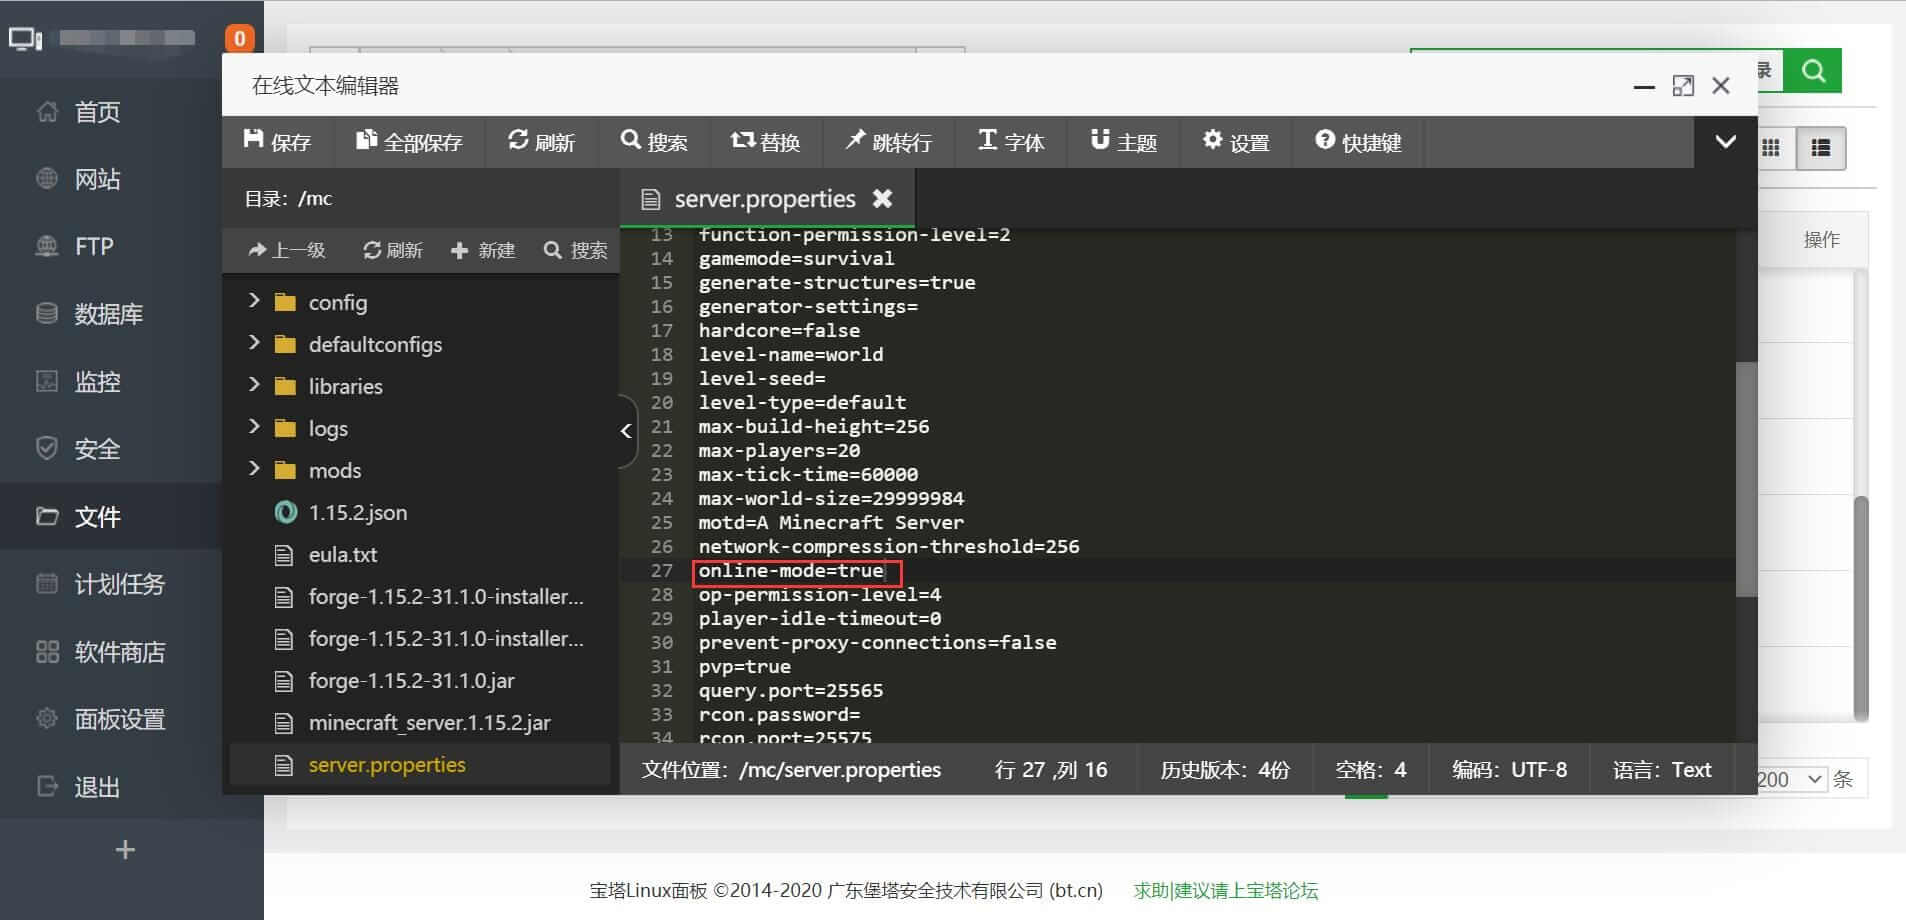 0
首页
网站
FTP
数据库
监控
安全
文件
计划任务
软件商店
面板设置
退出
在线文本编辑器
录
保存 全部保存 刷新 搜索 替换 跳转行 字体 主题 设置 快捷键
目录：/mc
上一级 刷新 新建 搜索
config
defaultconfigs
libraries
logs
mods
1.15.2.json
eula.txt
forge-1.15.2-31.1.0-installer...
forge-1.15.2-31.1.0-installer...
forge-1.15.2-31.1.0.jar
minecraft_server.1.15.2.jar
server.properties
server.properties
13 function-permission-level=2
14 gamemode=survival
15 generate-structures=true
16 generator-settings=
17 hardcore=false
18 level-name=world
19 level-seed=
20 level-type=default
21 max-build-height=256
22 max-players=20
23 max-tick-time=60000
24 max-world-size=29999984
25 motd=A Minecraft Server
26 network-compression-threshold=256
27 online-mode=true
28 op-permission-level=4
29 player-idle-timeout=0
30 prevent-proxy-connections=false
31 pvp=true
32 query.port=25565
33 rcon.password=
34 rcon.port=25575
文件位置：/mc/server.properties 行 27 ,列 16 历史版本：4份 空格：4 编码：UTF-8 语言：Text
操作
200 条
宝塔Linux面板 ©2014-2020 广东堡塔安全技术有限公司 (bt.cn) 求助|建议请上宝塔论坛